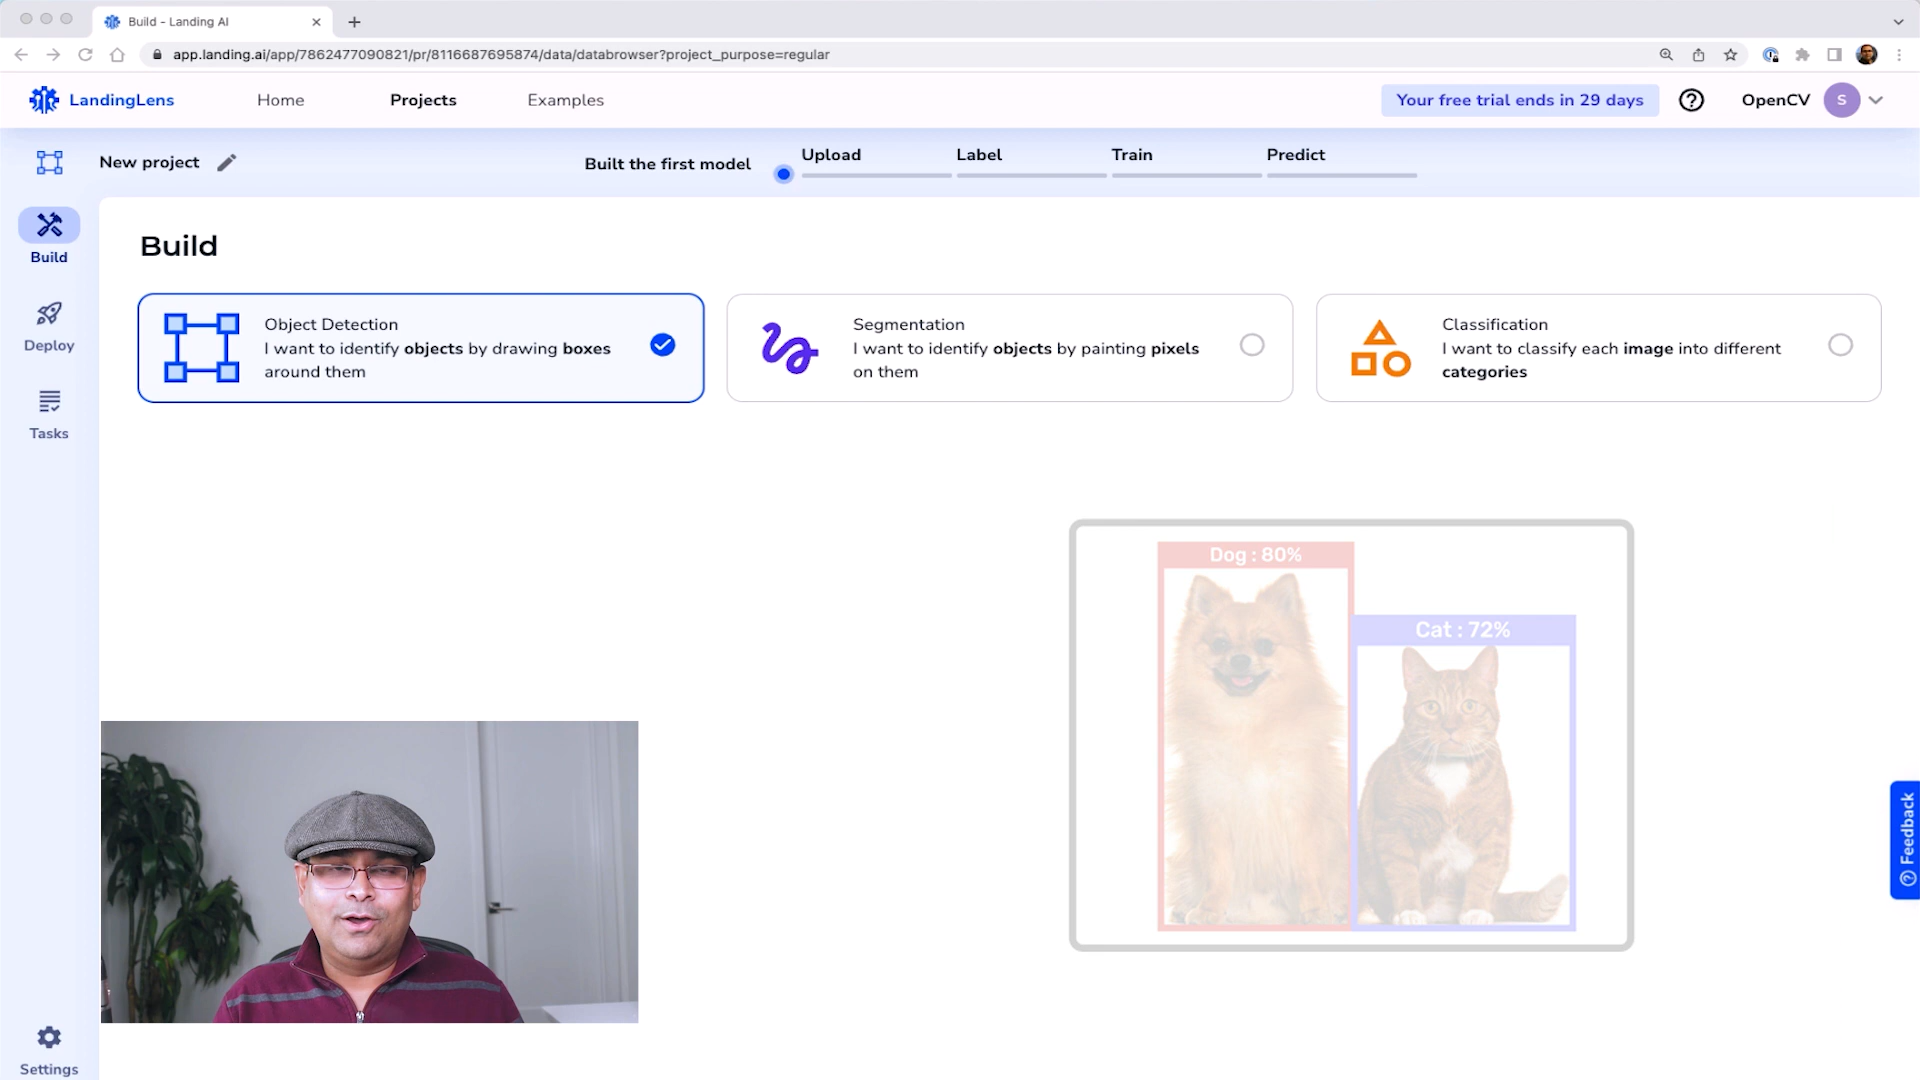 Build - Landing AI
app.landing.ai/app/7862477090821/pr/8116687695874/data/databrowser?project_purpose=regular
LandingLens
Home
Projects
Examples
Your free trial ends in 29 days
OpenCV
S
New project
Built the first model
Upload
Label
Train
Predict
Build
Deploy
Tasks
Settings
Build
Object Detection
I want to identify objects by drawing boxes
around them
Segmentation
I want to identify objects by painting pixels
on them
Classification
I want to classify each image into different
categories
Dog : 80%
Cat : 72%
Feedback